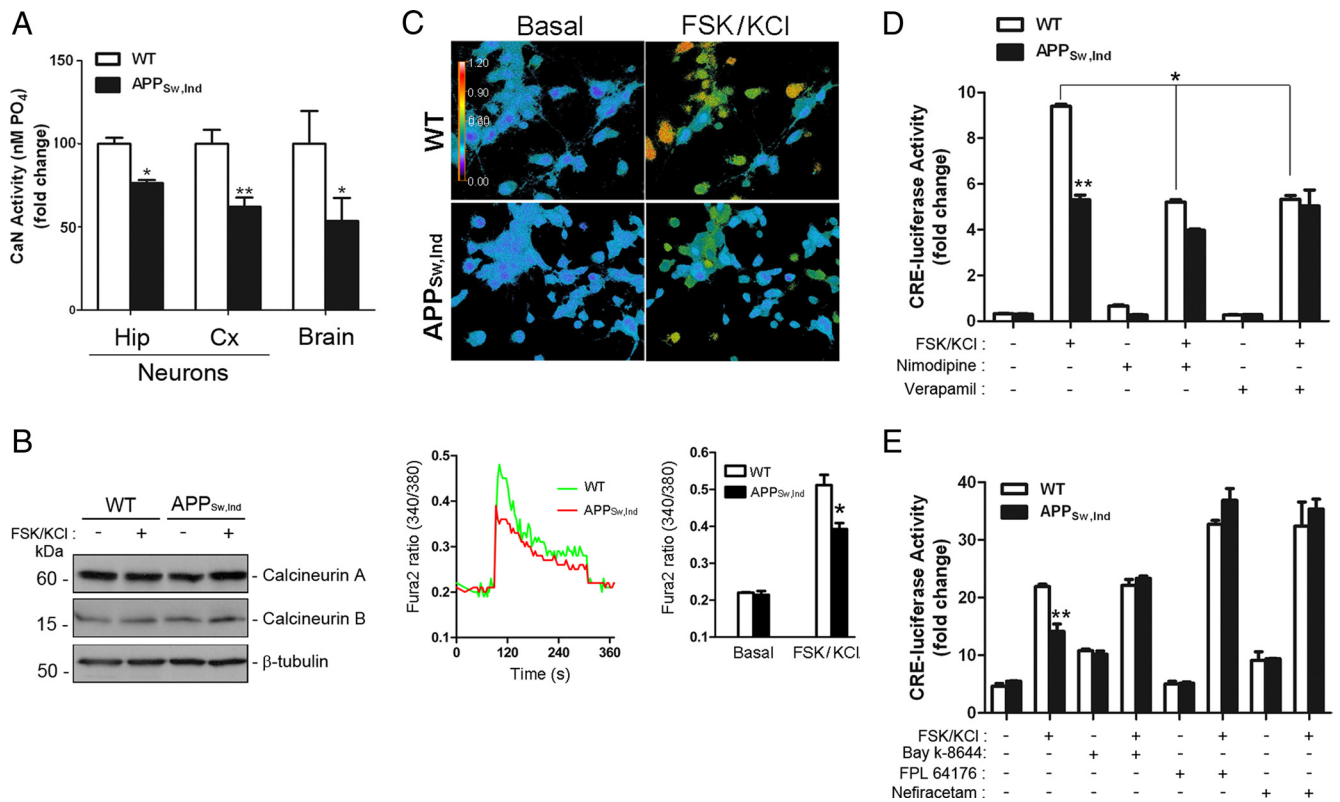 A
WT
APPSw,Ind
CaN Activity (nM PO4)
(fold change)
150
100
50
0
*
**
*
Hip
Cx
Brain
Neurons
B
WT
APPSw,Ind
FSK/KCl : - + - +
kDa
60 -
- Calcineurin A
15 -
- Calcineurin B
50 -
- β-tubulin
C
Basal
FSK/KCl
WT
1.20
0.90
0.60
0.30
0.00
APPSw,Ind
Fura2 ratio (340/380)
0.5
0.4
0.3
0.2
0.1
WT
APPSw,Ind
0 120 240 360
Time (s)
Fura2 ratio (340/380)
0.6
0.5
0.4
0.3
0.2
0.1
WT
APPSw,Ind
*
Basal
FSK/KCl
D
WT
APPSw,Ind
CRE-luciferase Activity
(fold change)
10
8
6
4
2
0
*
**
FSK/KCl : - + - + - +
Nimodipine : - - + + - -
Verapamil : - - - - + +
E
WT
APPSw,Ind
CRE-luciferase Activity
(fold change)
40
30
20
10
0
**
FSK/KCl : - + - + - + - +
Bay k-8644 : - - + + - - - -
FPL 64176 : - - - - + + - -
Nefiracetam : - - - - - - + +